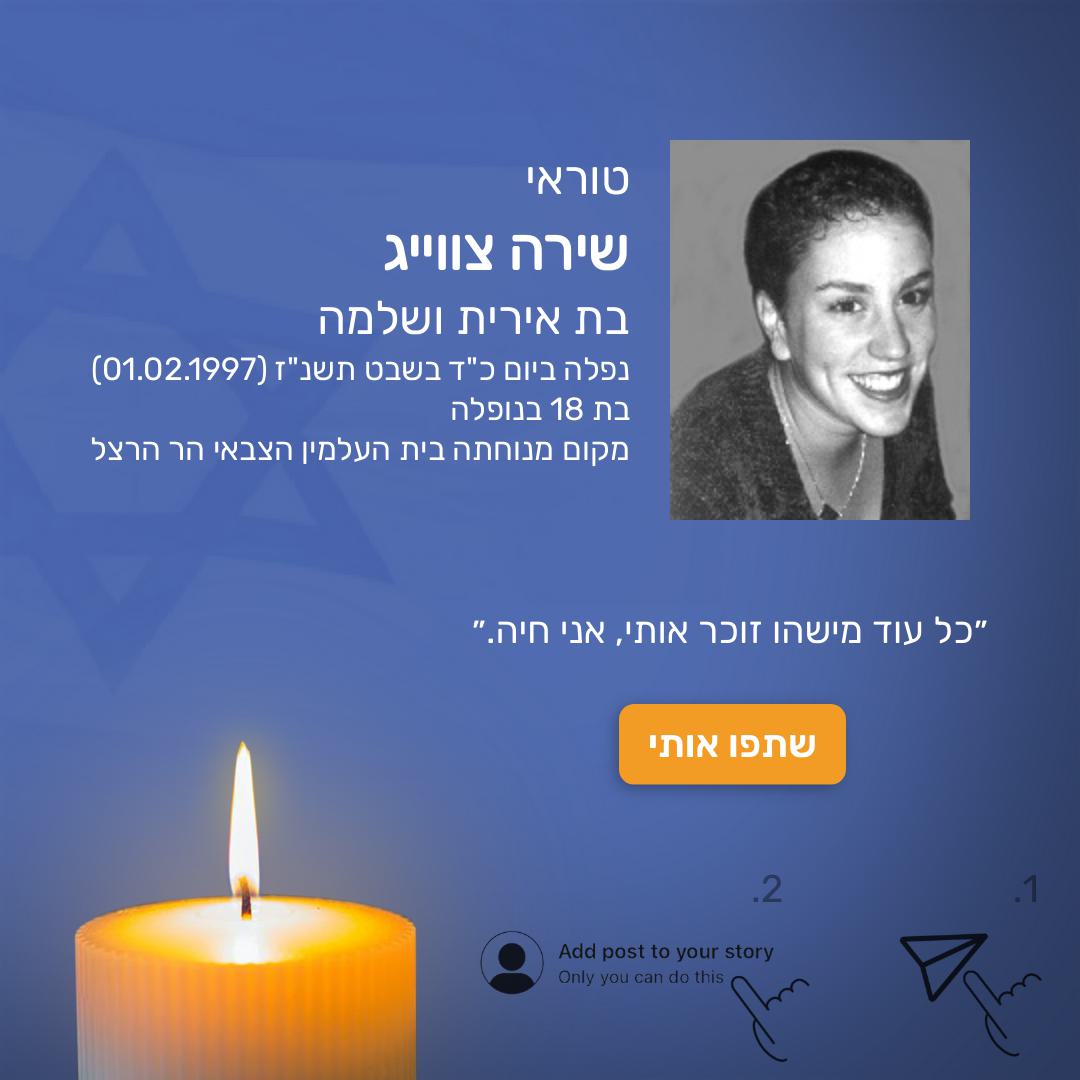 טוראי
שירה צווייג
בת אירית ושלמה
נפלה ביום כ"ד בשבט תשנ"ז (01.02.1997)
בת 18 בנופלה
מקום מנוחתה בית העלמין הצבאי הר הרצל
״כל עוד מישהו זוכר אותי, אני חיה.״
שתפו אותי
.1
.2
Add post to your story
Only you can do this